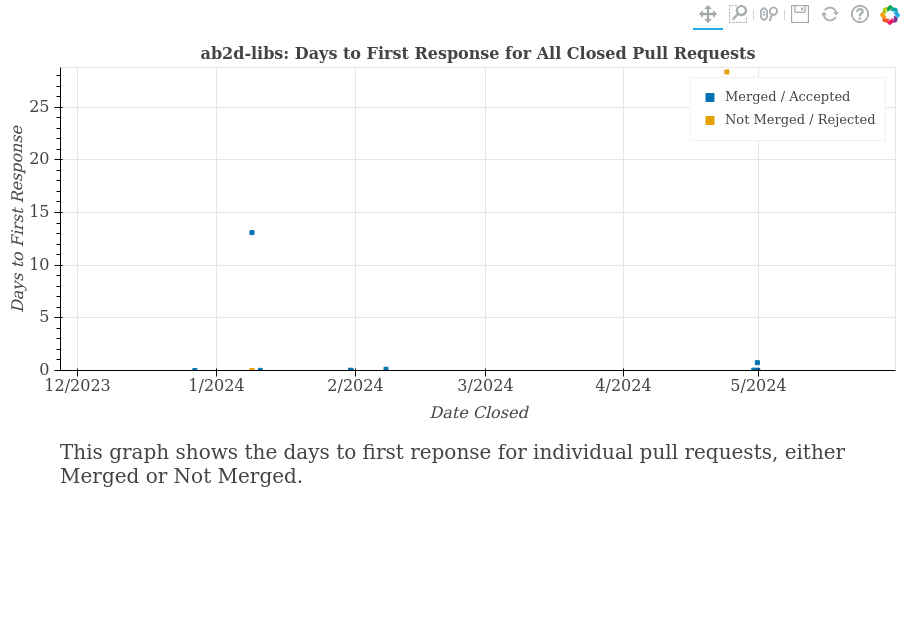 ab2d-libs: Days to First Response for All Closed Pull Requests
Merged / Accepted
Not Merged / Rejected
Days to First Response
25
20
15
10
5
0
12/2023 1/2024 2/2024 3/2024 4/2024 5/2024
Date Closed
This graph shows the days to first reponse for individual pull requests, either
Merged or Not Merged.